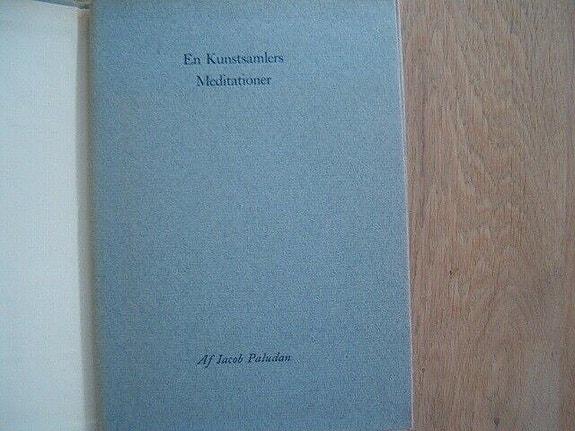 En Kunstsamlers
Meditationer
Af Jacob Paludan